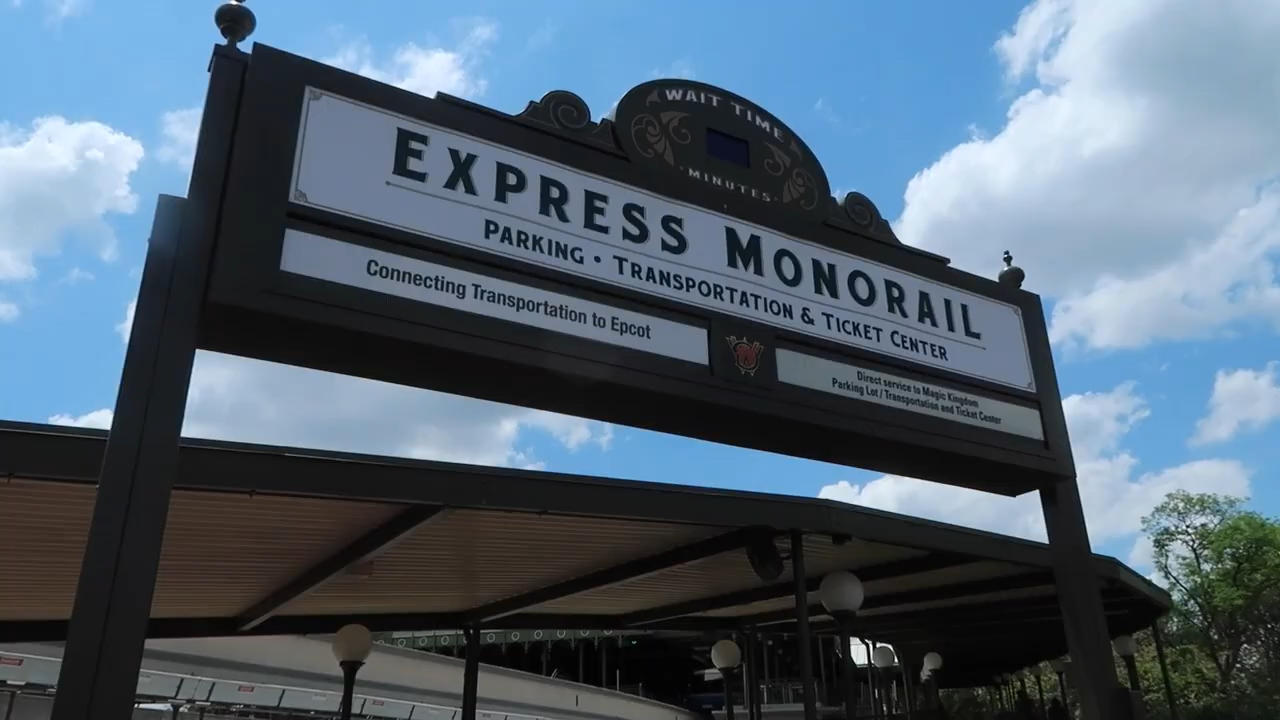 WAIT TIME
MINUTES
EXPRESS MONORAIL
PARKING • TRANSPORTATION & TICKET CENTER
Connecting Transportation to Epcot
Direct service to Magic Kingdom
Parking Lot / Transportation and Ticket Center